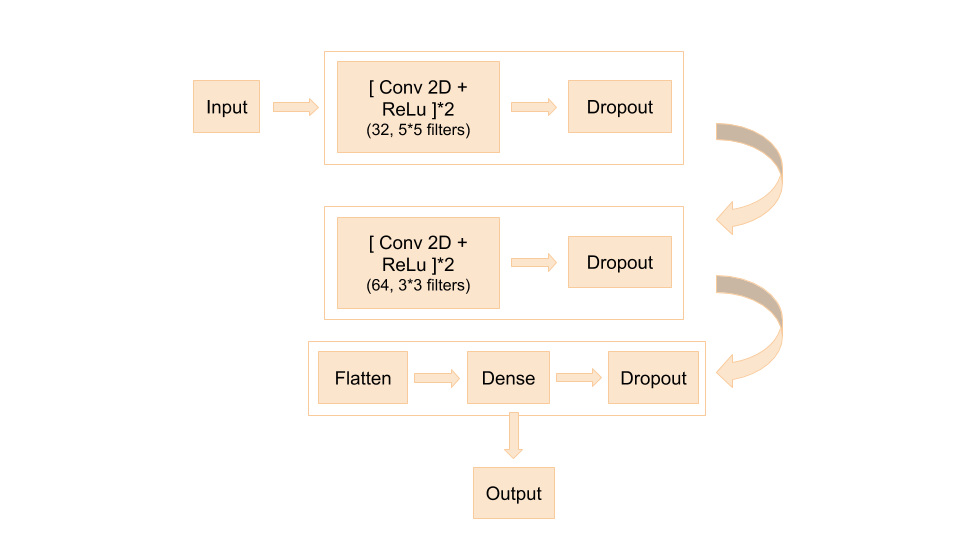 Input
[ Conv 2D +
ReLu ]*2
(32, 5*5 filters)
Dropout
[ Conv 2D +
ReLu ]*2
(64, 3*3 filters)
Dropout
Flatten
Dense
Dropout
Output